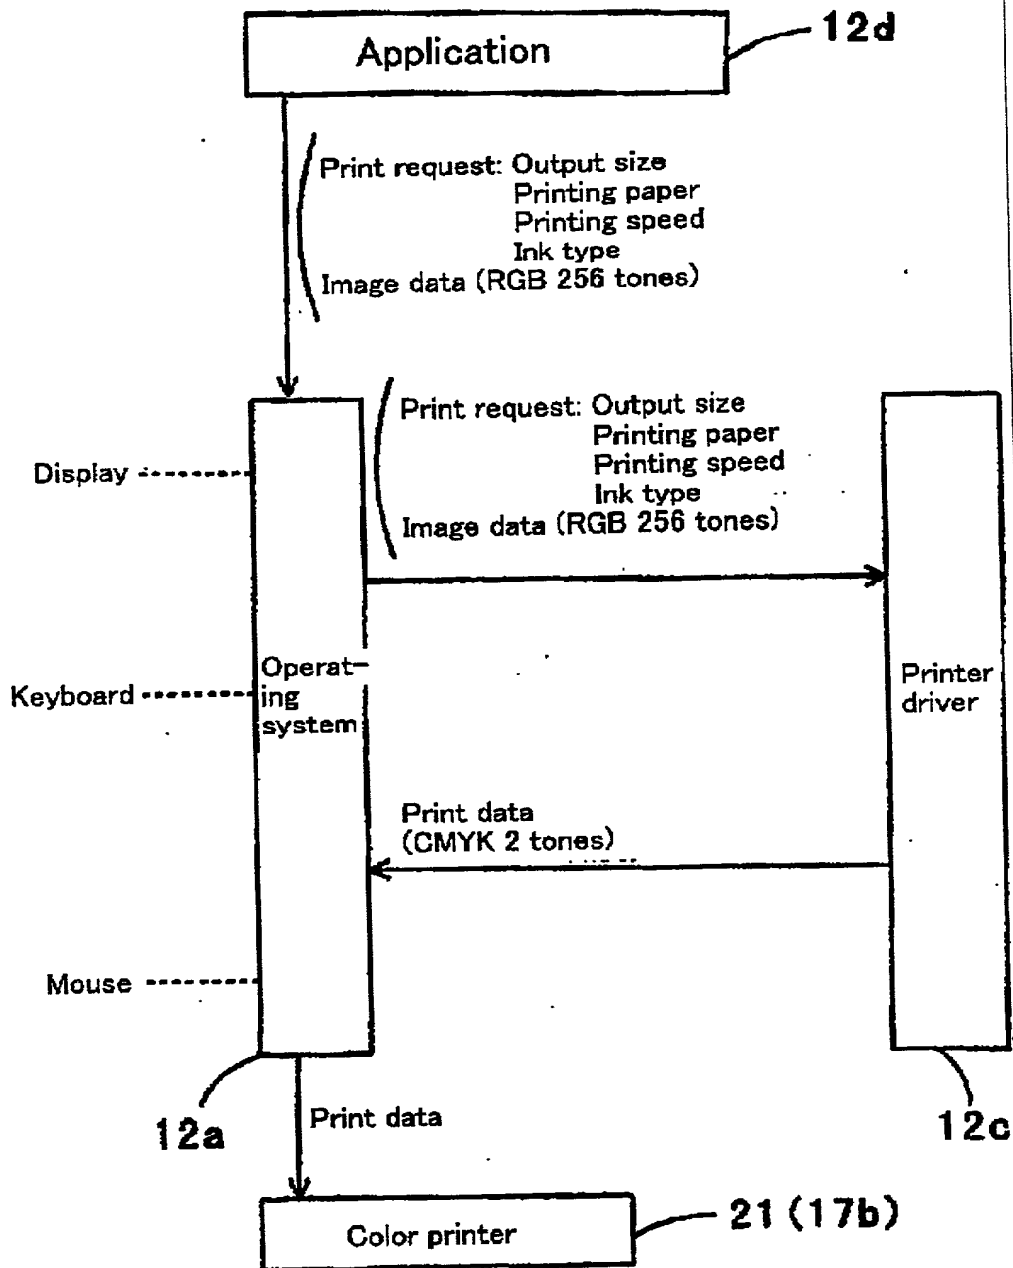 Application
12d
Print request: Output size
Printing paper
Printing speed
Ink type
Image data (RGB 256 tones)
Print request: Output size
Printing paper
Printing speed
Ink type
Image data (RGB 256 tones)
Display
Keyboard
Operat-
ing
system
Printer
driver
Print data
(CMYK 2 tones)
Mouse
12a
Print data
12c
Color printer
21 (17b)